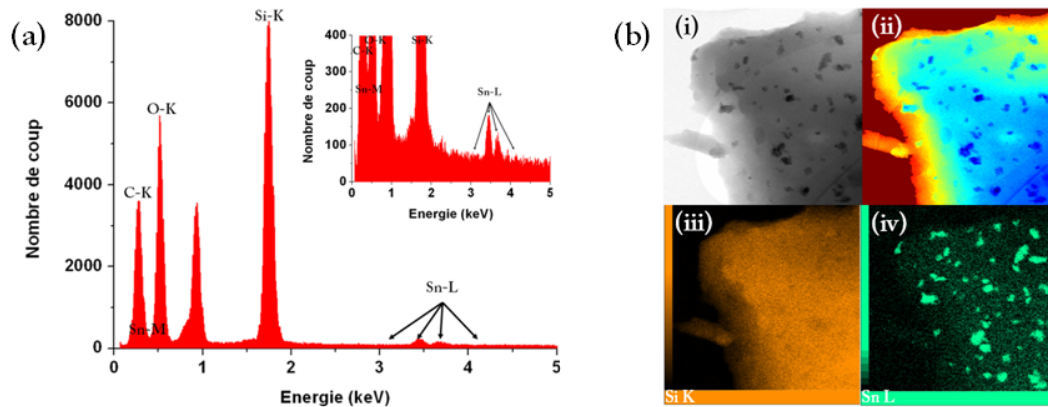 (a)
Nombre de coup
8000
6000
4000
2000
0
Si-K
O-K
C-K
Sn-M
Sn-L
0 1 2 3 4 5
Energie (keV)
Nombre de coup
400
300
200
100
0
O-K
C-K
Si-K
Sn-M
Sn-L
0 1 2 3 4 5
Energie (keV)
(b)
(i)
(ii)
(iii)
(iv)
Si K
Sn L